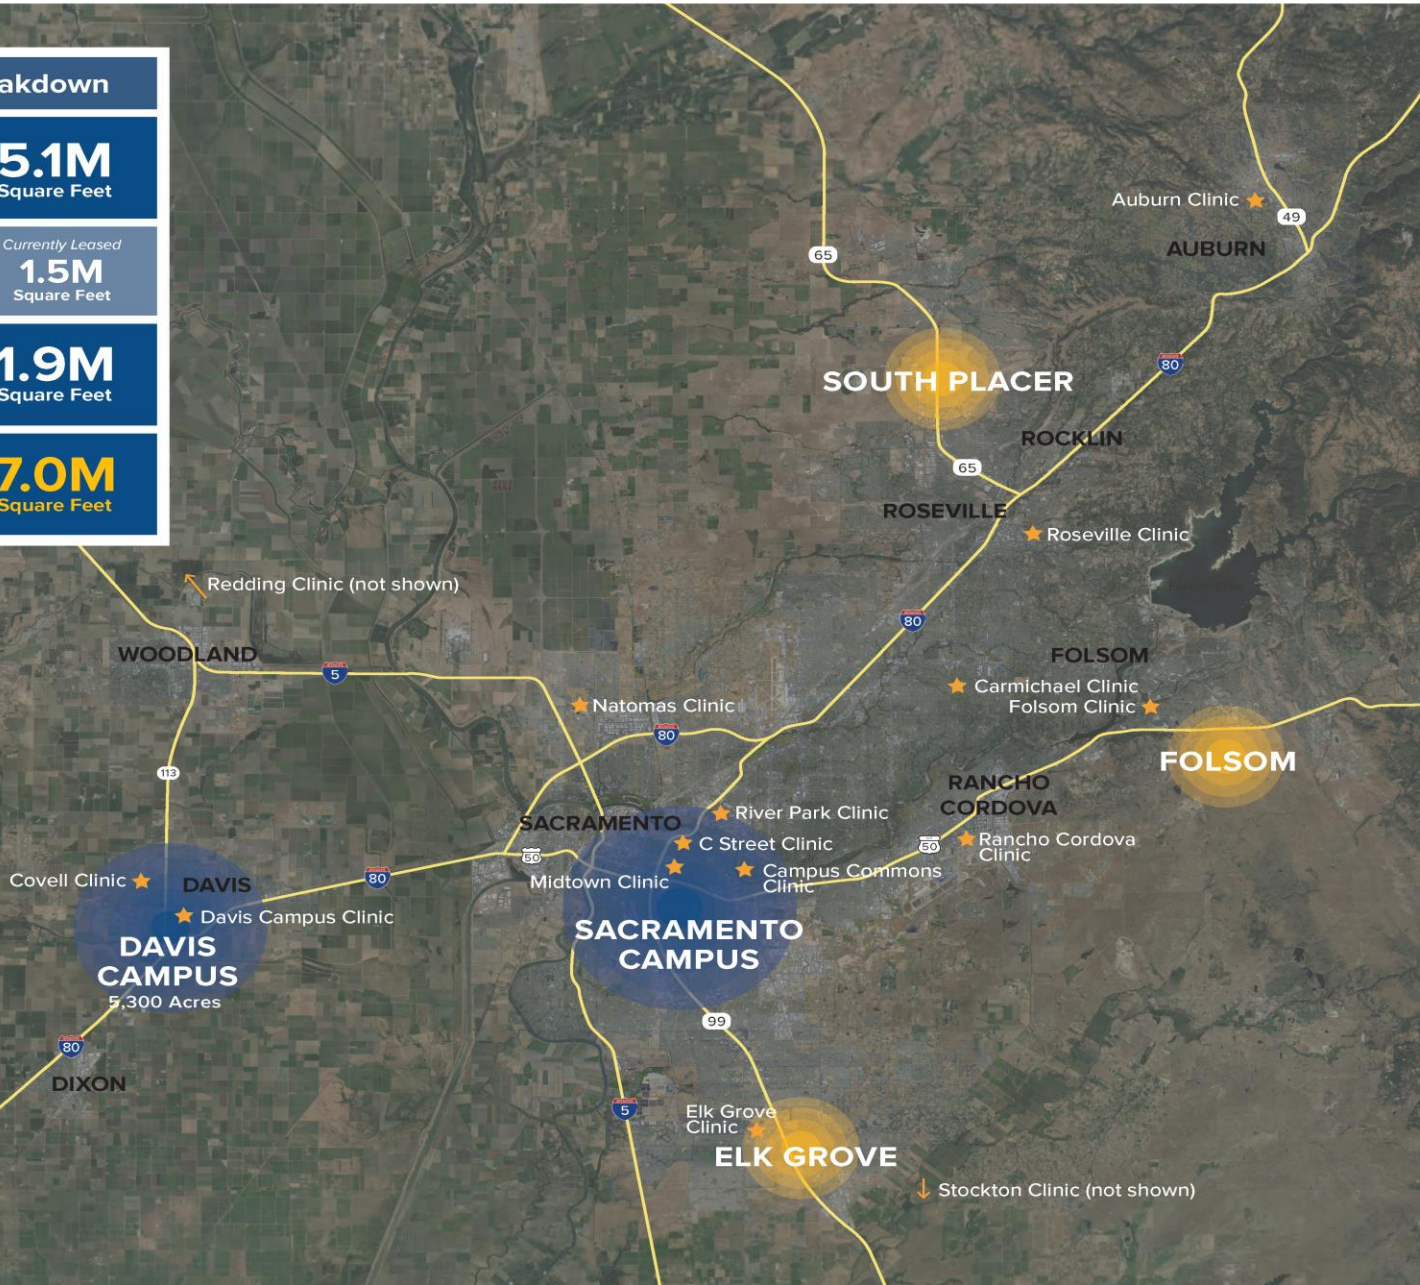 akdown
5.1M
Square Feet
Currently Leased
1.5M
Square Feet
1.9M
Square Feet
7.0M
Square Feet
Auburn Clinic
49
AUBURN
65
80
SOUTH PLACER
ROCKLIN
65
ROSEVILLE
Roseville Clinic
Redding Clinic (not shown)
80
WOODLAND
5
FOLSOM
Carmichael Clinic
Folsom Clinic
Natomas Clinic
80
113
FOLSOM
RANCHO
CORDOVA
River Park Clinic
SACRAMENTO
C Street Clinic
50
Rancho Cordova
Clinic
50
Midtown Clinic
Campus Commons
Clinic
80
Covell Clinic
DAVIS
Davis Campus Clinic
DAVIS
CAMPUS
5,300 Acres
SACRAMENTO
CAMPUS
99
80
DIXON
5
Elk Grove
Clinic
ELK GROVE
Stockton Clinic (not shown)